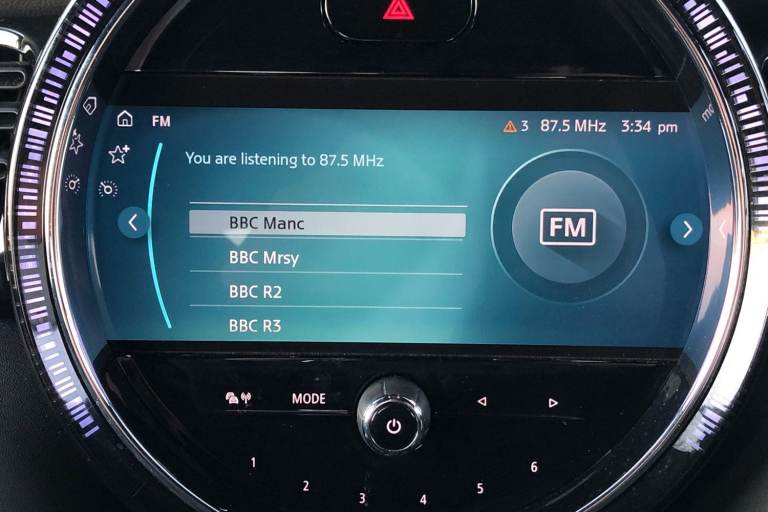 FM
3 87.5 MHz 3:34 pm
You are listening to 87.5 MHz
BBC Manc
BBC Mrsy
BBC R2
BBC R3
FM
MODE
1
2
3
4
5
6